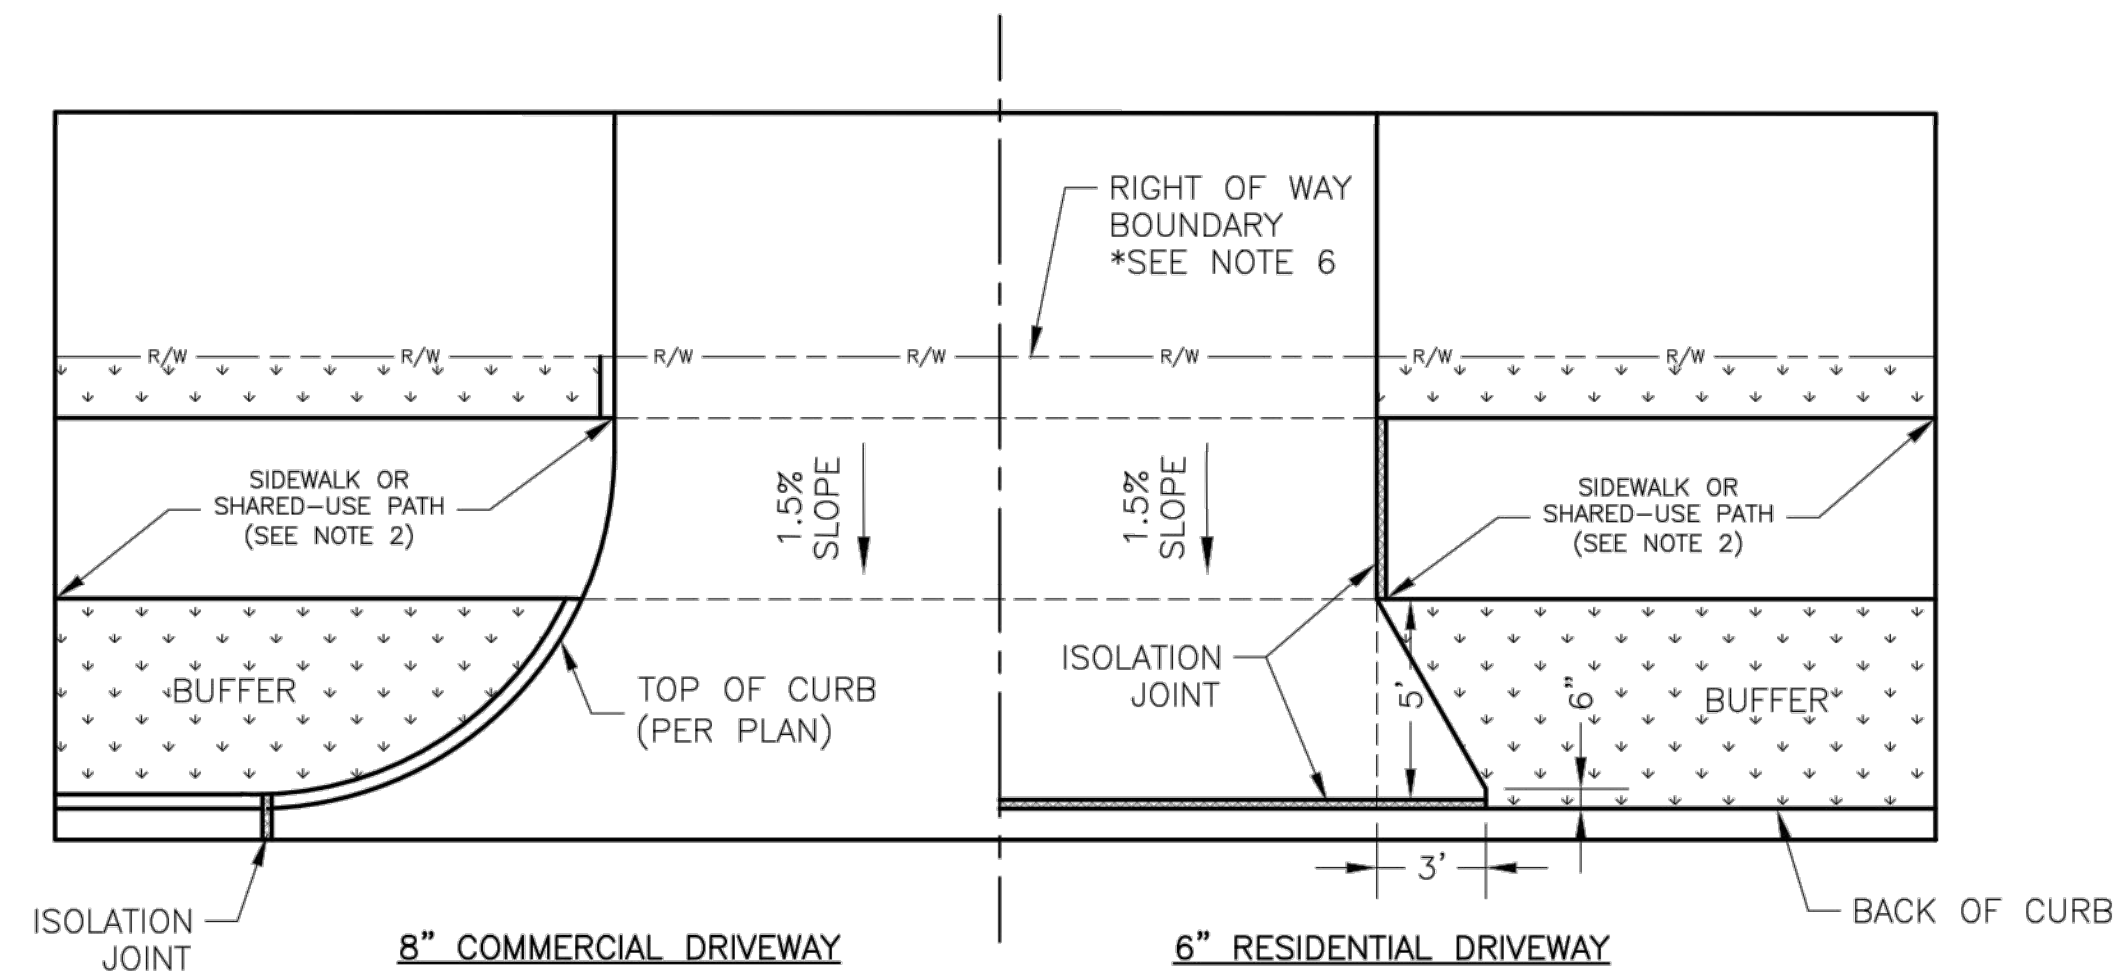 RIGHT OF WAY
BOUNDARY
*SEE NOTE 6
R/W R/W R/W R/W R/W R/W R/W
SIDEWALK OR
SHARED-USE PATH
(SEE NOTE 2)
1.5%
SLOPE
1.5%
SLOPE
SIDEWALK OR
SHARED-USE PATH
(SEE NOTE 2)
BUFFER
TOP OF CURB
(PER PLAN)
ISOLATION
JOINT
5'
6"
BUFFER
3'
ISOLATION
JOINT
BACK OF CURB
8" COMMERCIAL DRIVEWAY
6" RESIDENTIAL DRIVEWAY